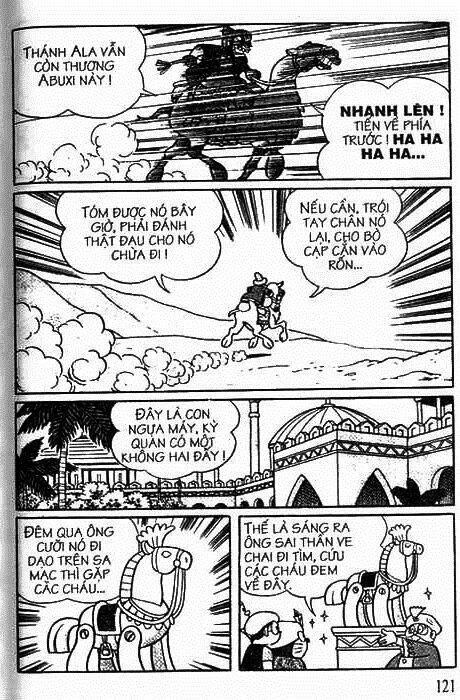 THÁNH ALA VẪN
CÒN THƯỢNG
ABUXI NÀY !
NHANH LÊN !
TIẾN VỀ PHÍA
TRƯỚC ! HA HA
HA HA...
TÓM ĐƯỢC NÓ BÂY
GIỜ, PHẢI ĐÁNH
THẬT ĐAU CHO NÓ
CHỪA ĐI !
NẾU CẦN, TRÓI
TAY CHÂN NÓ
LẠI, CHO BỌ
CẠP CẮN VÀO
RỐN...
ĐÂY LÀ CON
NGỰA MÁY, KỲ
QUAN CÓ MỘT
KHÔNG HAI ĐẤY !
ĐÊM QUA ÔNG
CƯỠI NÓ ĐI
DẠO TRÊN SA
MẠC THÌ GẶP
CÁC CHÁU...
THẾ LÀ SÁNG RA
ÔNG SAI THẦN VE
CHAI ĐI TÌM, CỨU
CÁC CHÁU ĐEM
VỀ ĐÂY.
121